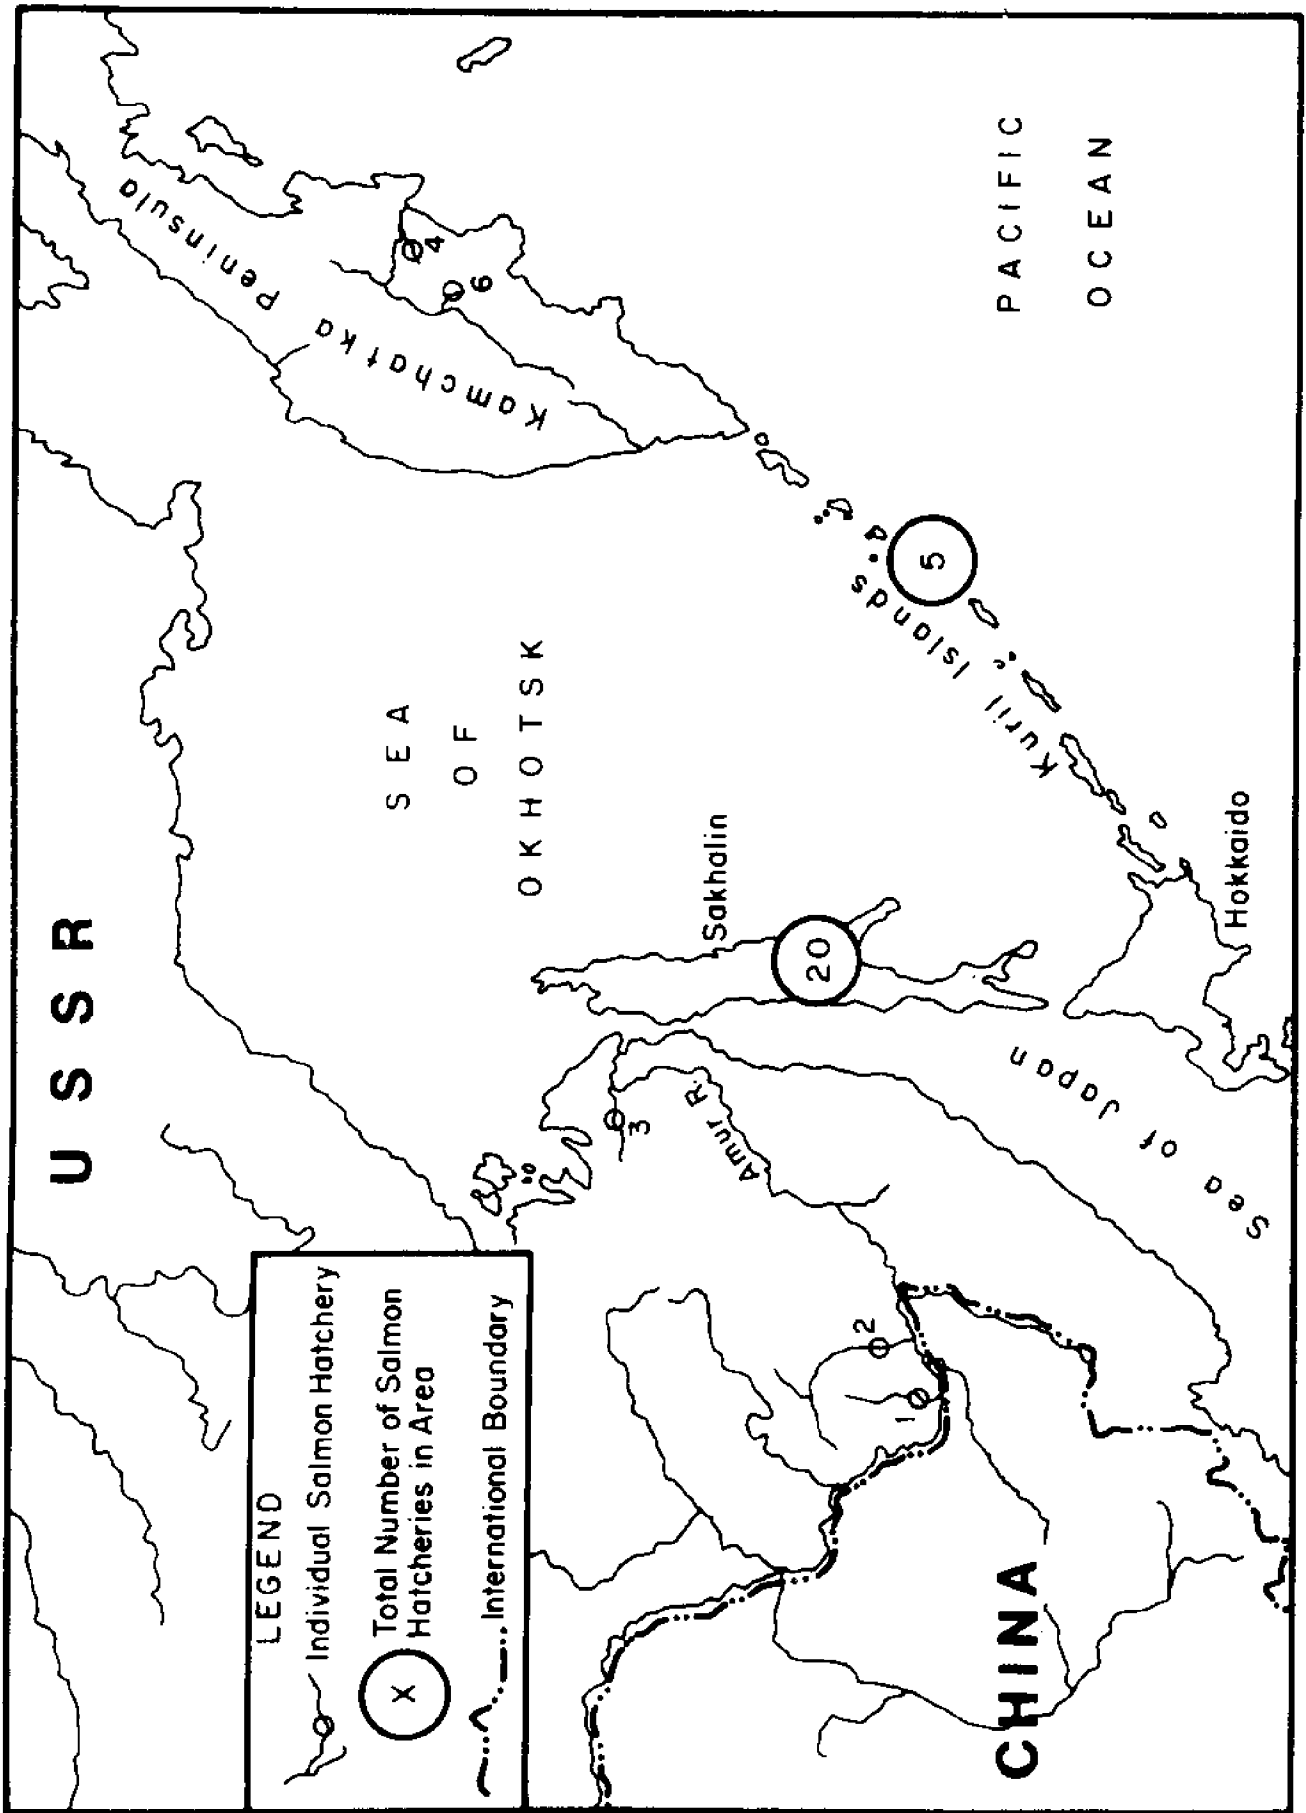 U S S R
LEGEND
Individual Salmon Hatchery
X
Total Number of Salmon
Hatcheries in Area
International Boundary
Kamchatka Peninsula
4
6
SEA
OF
OKHOTSK
Sakhalin
20
Kuril Islands
5
PACIFIC
OCEAN
3
Amur R.
2
1
Sea of Japan
Hokkaido
CHINA